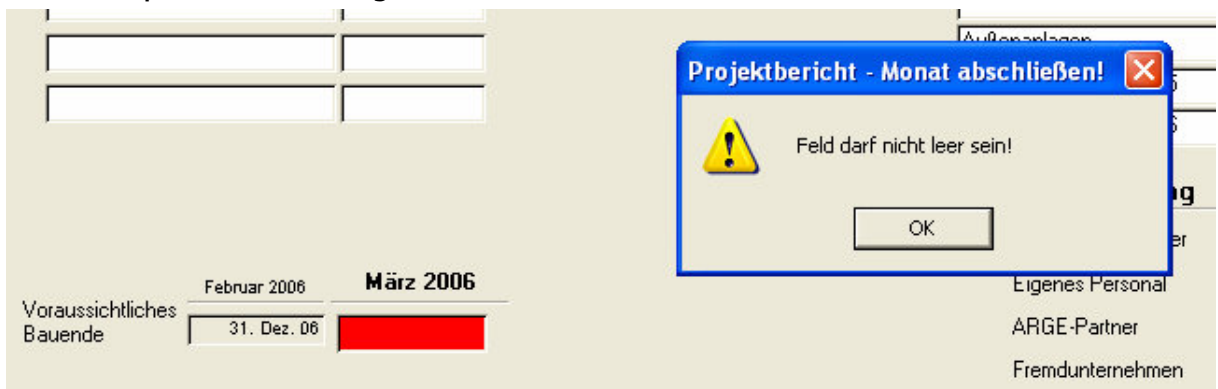 Außenanlagen
Projektbericht - Monat abschließen!
Feld darf nicht leer sein!
OK
Februar 2006
März 2006
Voraussichtliches
Bauende
31. Dez. 06
Eigenes Personal
ARGE-Partner
Fremdunternehmen